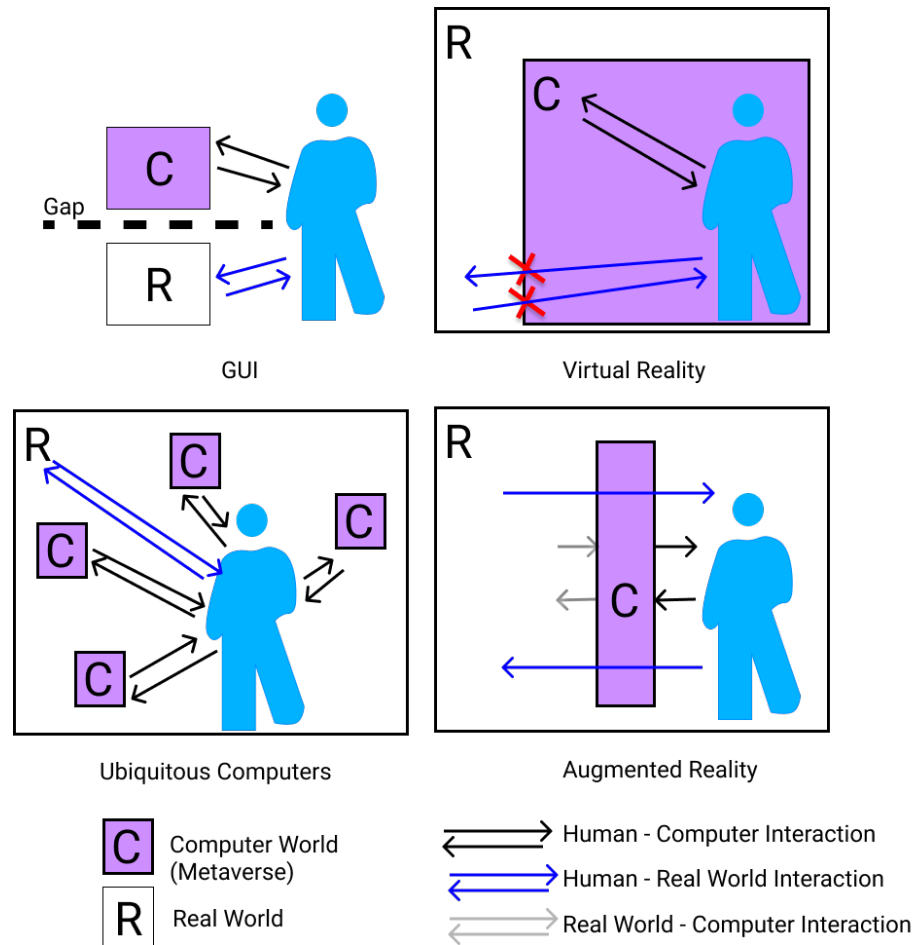 R
C
C
Gap
R
GUI
Virtual Reality
R
C
C
C
C
R
C
Ubiquitous Computers
Augmented Reality
C
Computer World
(Metaverse)
R
Real World
Human - Computer Interaction
Human - Real World Interaction
Real World - Computer Interaction